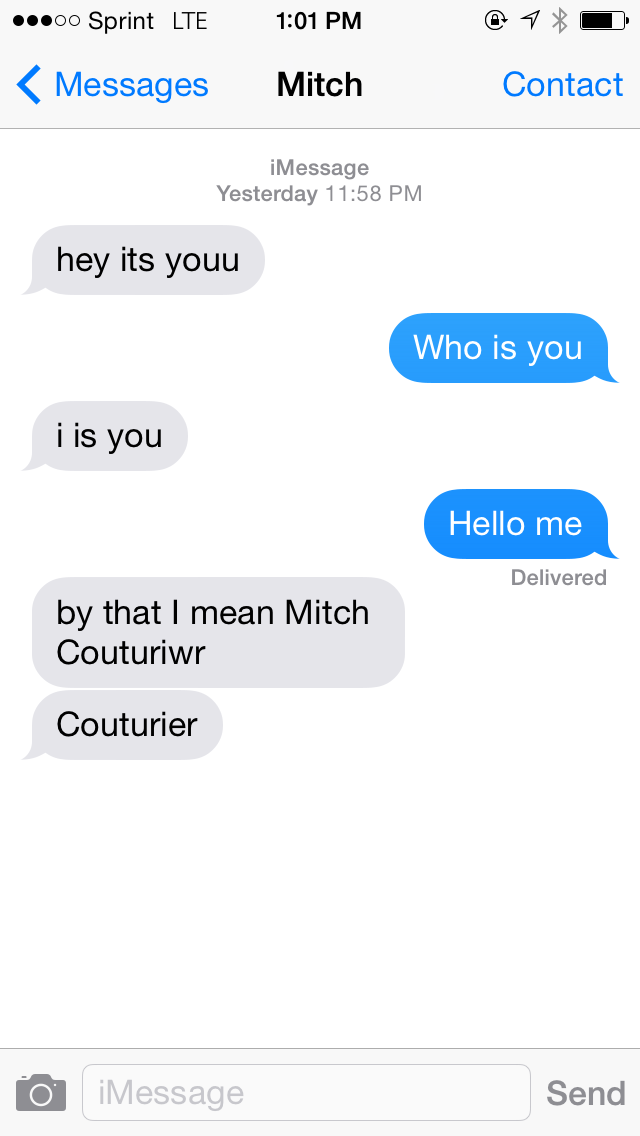 Sprint LTE 1:01 PM
Messages Mitch Contact
iMessage
Yesterday 11:58 PM
hey its youu
Who is you
i is you
Hello me
Delivered
by that I mean Mitch
Couturiwr
Couturier
iMessage Send